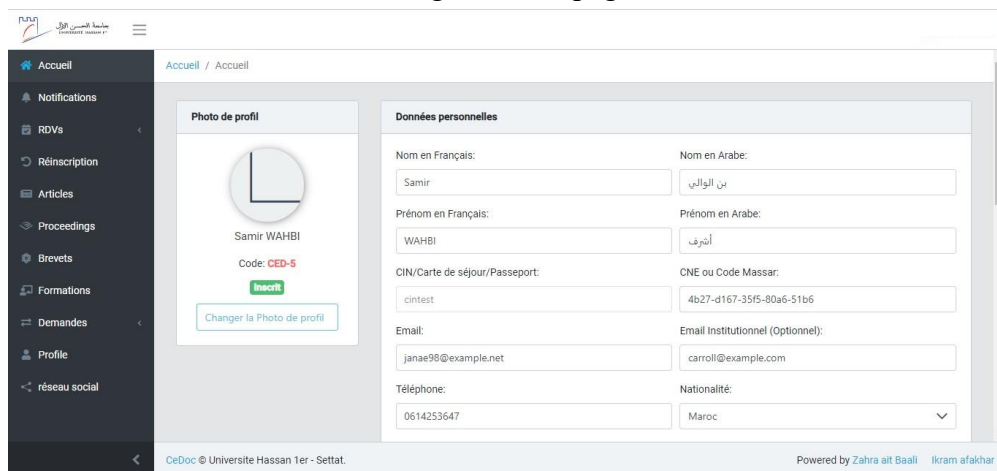 جامعة الحسن الأول
UNIVERSITE HASSAN 1er
Accueil
Notifications
RDVs
Réinscription
Articles
Proceedings
Brevets
Formations
Demandes
Profile
réseau social
Accueil / Accueil
Photo de profil
Samir WAHBI
Code: CED-5
Inscrit
Changer la Photo de profil
Données personnelles
Nom en Français:
Samir
Nom en Arabe:
بن الوالي
Prénom en Français:
WAHBI
Prénom en Arabe:
أشرف
CIN/Carte de séjour/Passeport:
cintest
CNE ou Code Massar:
4b27-d167-35f5-80a6-51b6
Email:
janae98@example.net
Email Institutionnel (Optionnel):
carroll@example.com
Téléphone:
0614253647
Nationalité:
Maroc
CeDoc © Universite Hassan 1er - Settat.
Powered by Zahra ait Baali Ikram afakhar